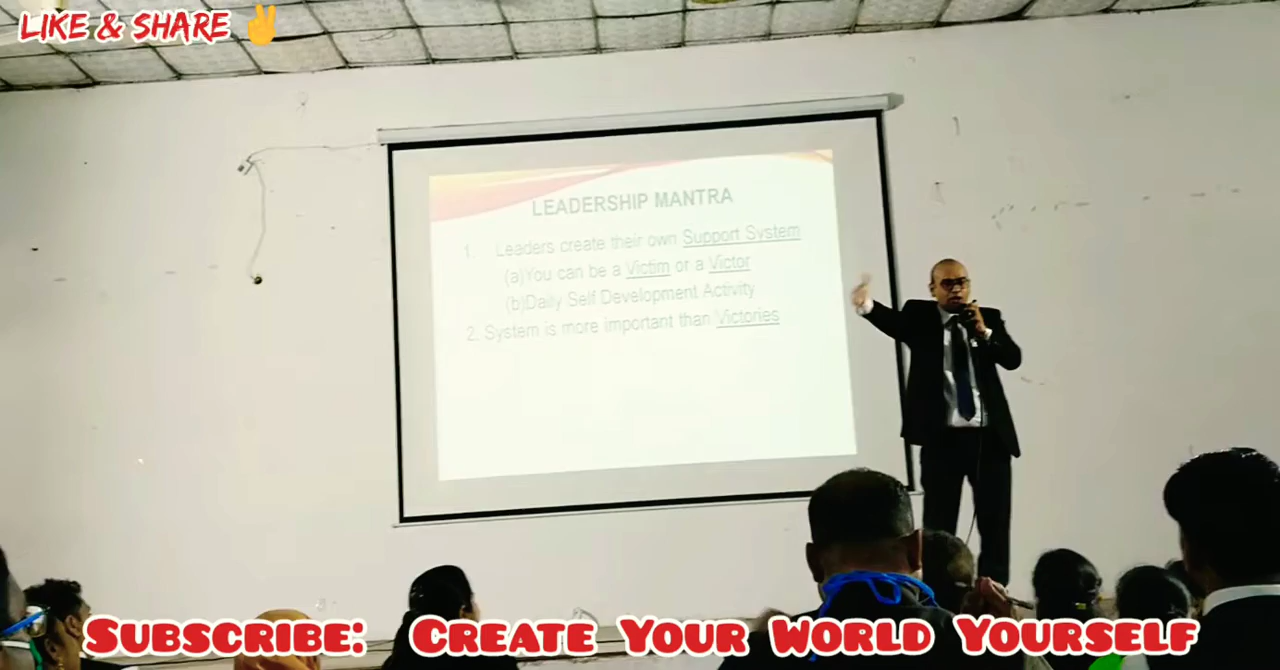 LIKE & SHARE ✌
LEADERSHIP MANTRA
1. Leaders create their own Support System
(a)You can be a Victim or a Victor
(b)Daily Self Development Activity
2. System is more important than Victories
SUBSCRIBE: CREATE YOUR WORLD YOURSELF